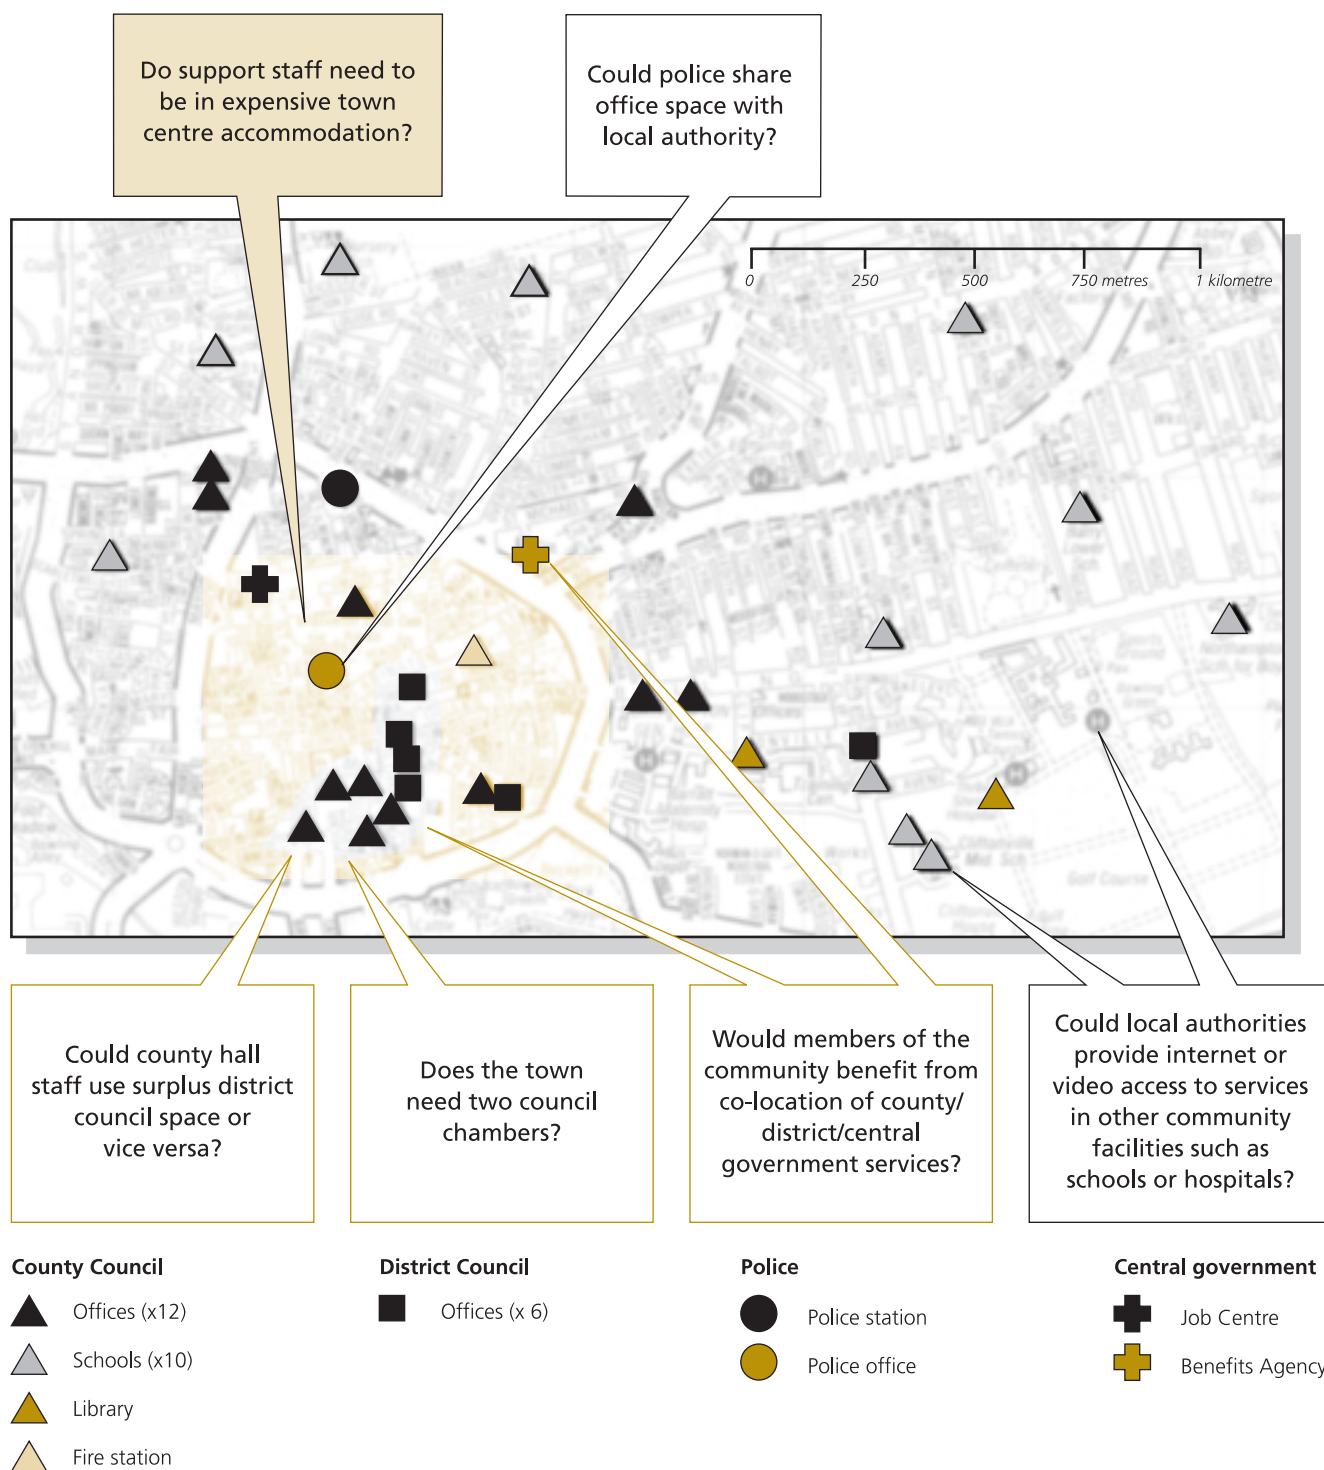 Do support staff need to
be in expensive town
centre accommodation?
Could police share
office space with
local authority?
0
250
500
750 metres
1 kilometre
Golf Course
Could county hall
staff use surplus district
council space or
vice versa?
Does the town
need two council
chambers?
Would members of the
community benefit from
co-location of county/
district/central
government services?
Could local authorities
provide internet or
video access to services
in other community
facilities such as
schools or hospitals?
County Council
Offices (x12)
Schools (x10)
Library
Fire station
District Council
Offices (x 6)
Police
Police station
Police office
Central government
Job Centre
Benefits Agency